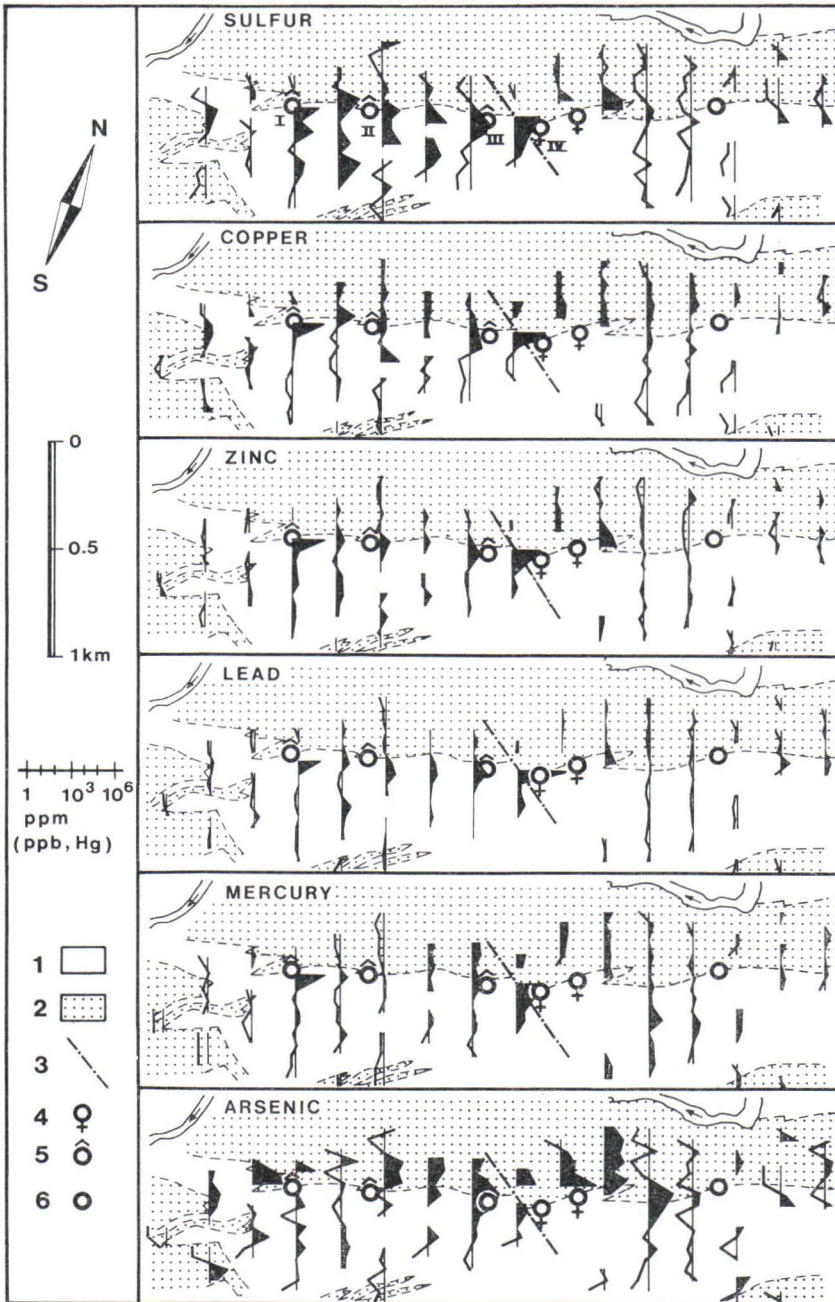 SULFUR
I
II
III
IV
N
S
COPPER
0
ZINC
0.5
1km
LEAD
1 10³ 10⁶
ppm
(ppb, Hg)
MERCURY
1
2
3
ARSENIC
4
5
6